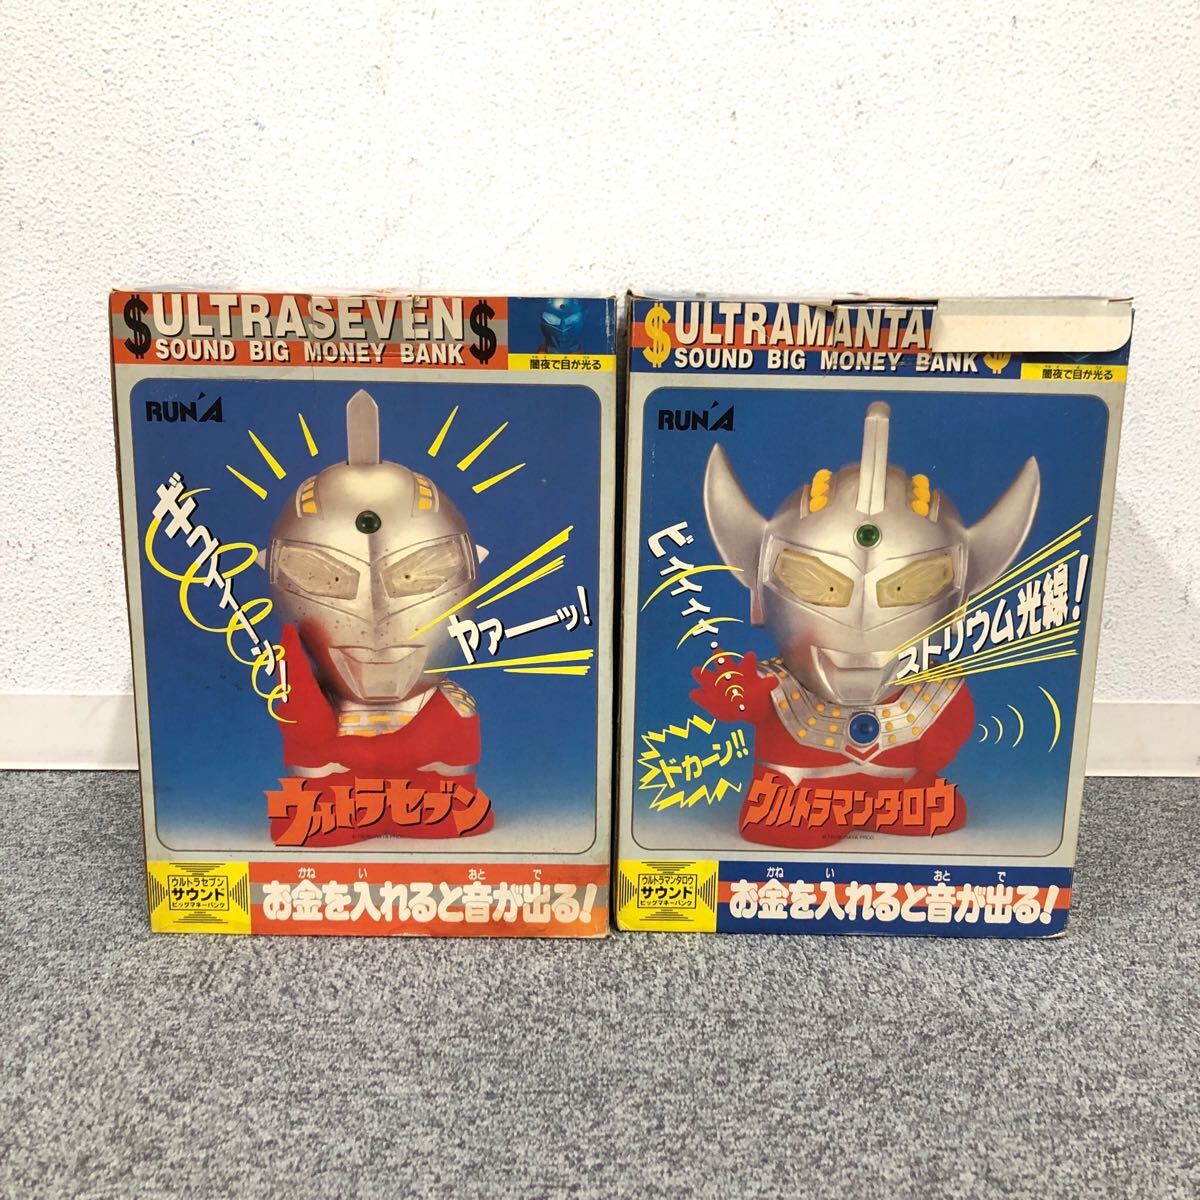 $ULTRASEVEN$
SOUND BIG MONEY BANK
闇夜で目が光る
RUN'A
ヤァーーッ!
ウルトラセブン
ウルトラセブン
サウンド
ビッグマネーバンク
かね い おと で
お金を入れると音が出る!
$ULTRAMANTA
SOUND BIG MONEY BANK
闇夜で目が光る
RUN'A
ビィィィィ・・・・・
ストリウム光線!
ドカーン!!
ウルトラマンタロウ
ウルトラマンタロウ
サウンド
ビッグマネーバンク
かね い おと で
お金を入れると音が出る!